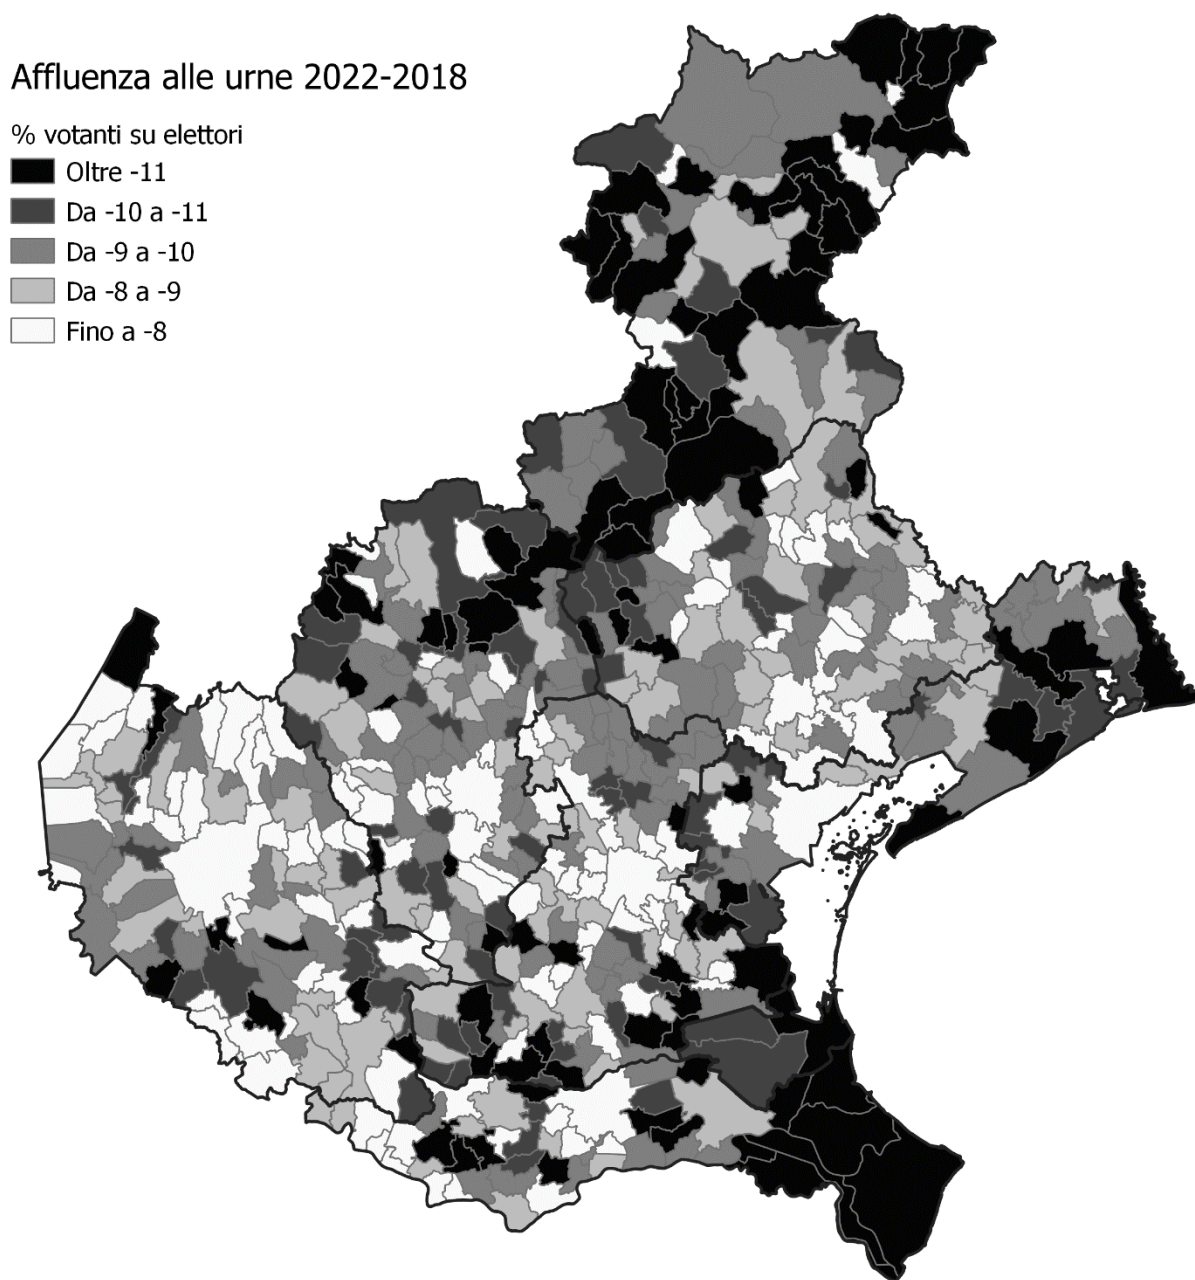 Affluenza alle urne 2022-2018
% votanti su elettori
Oltre -11
Da -10 a -11
Da -9 a -10
Da -8 a -9
Fino a -8